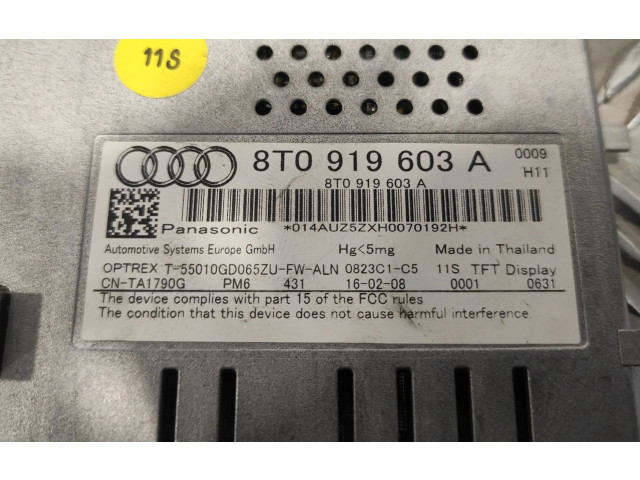 11S
8T0 919 603 A
0009
H11
8T0 919 603 A
Panasonic
*014AUZ5ZXH0070192H*
Automotive Systems Europe GmbH Hg<5mg Made in Thailand
OPTREX T-55010GD065ZU-FW-ALN 0823C1-C5 11S TFT Display
CN-TA1790G PM6 431 16-02-08 0001 0631
The device complies with part 15 of the FCC rules
The condition that this device does not cause harmful interference.